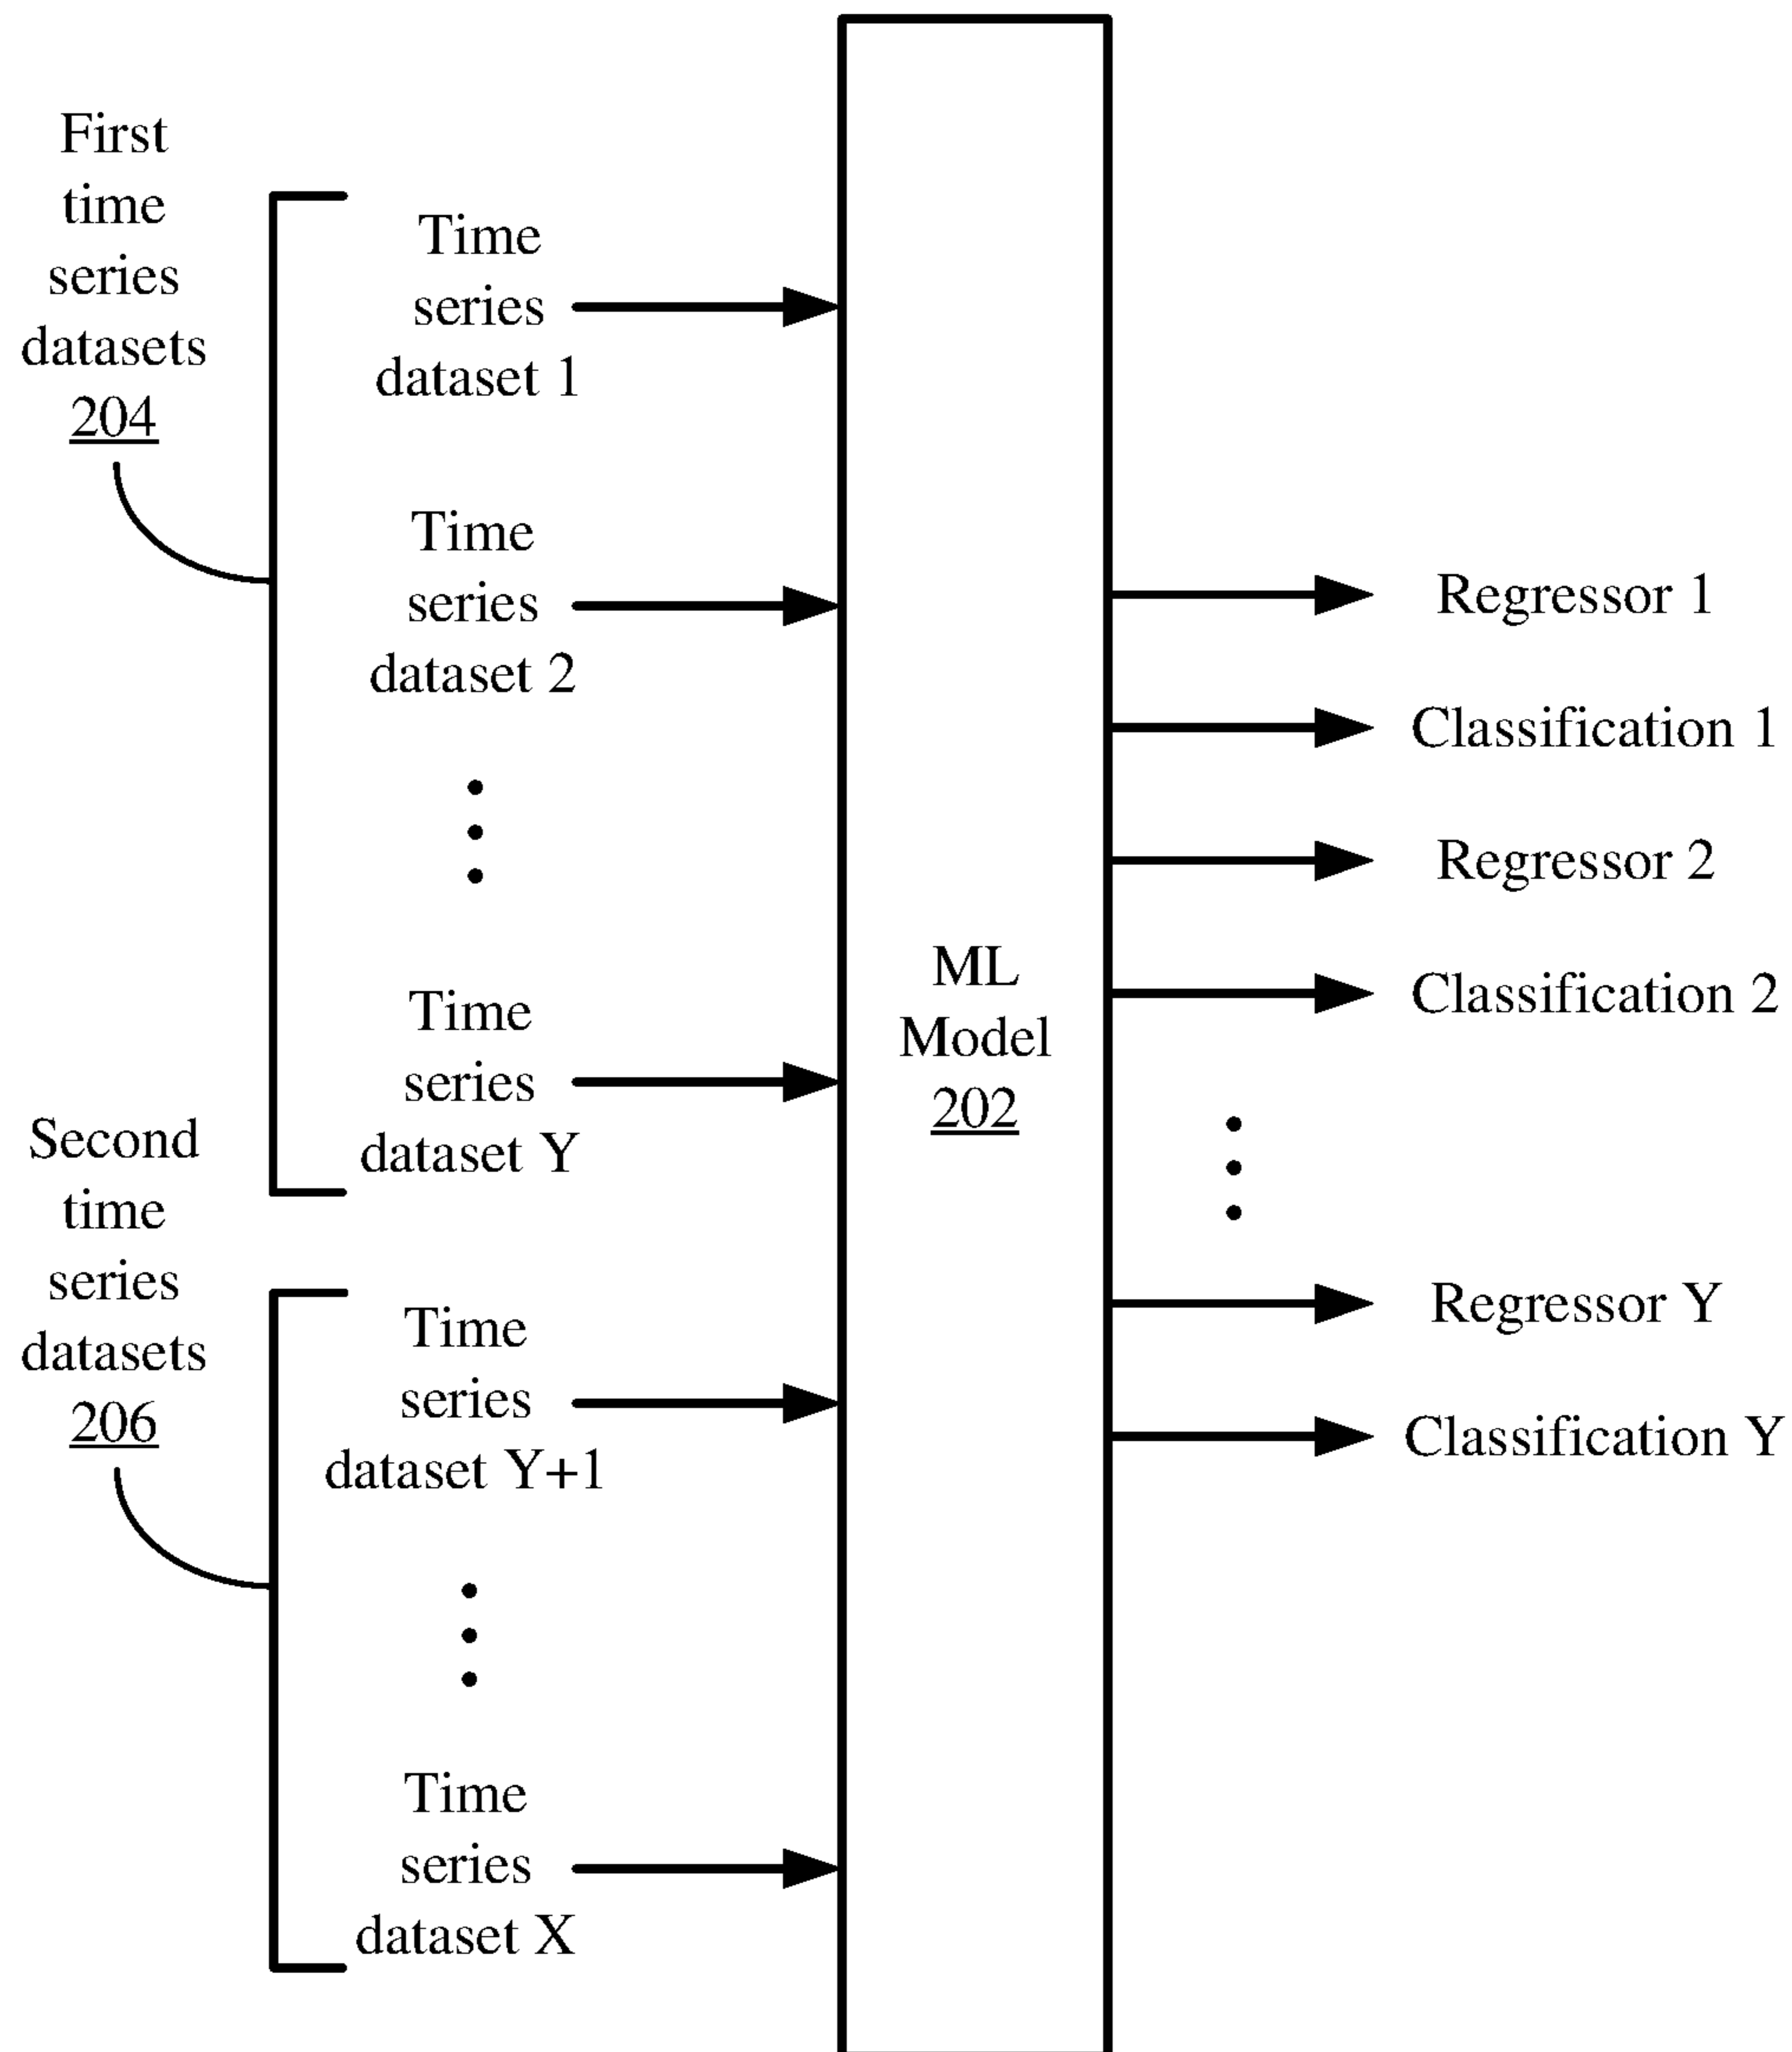 First
time
series
datasets
204
Time
series
dataset 1
Time
series
dataset 2
Time
series
dataset Y
Second
time
series
datasets
206
Time
series
dataset Y+1
Time
series
dataset X
ML
Model
202
Regressor 1
Classification 1
Regressor 2
Classification 2
Regressor Y
Classification Y